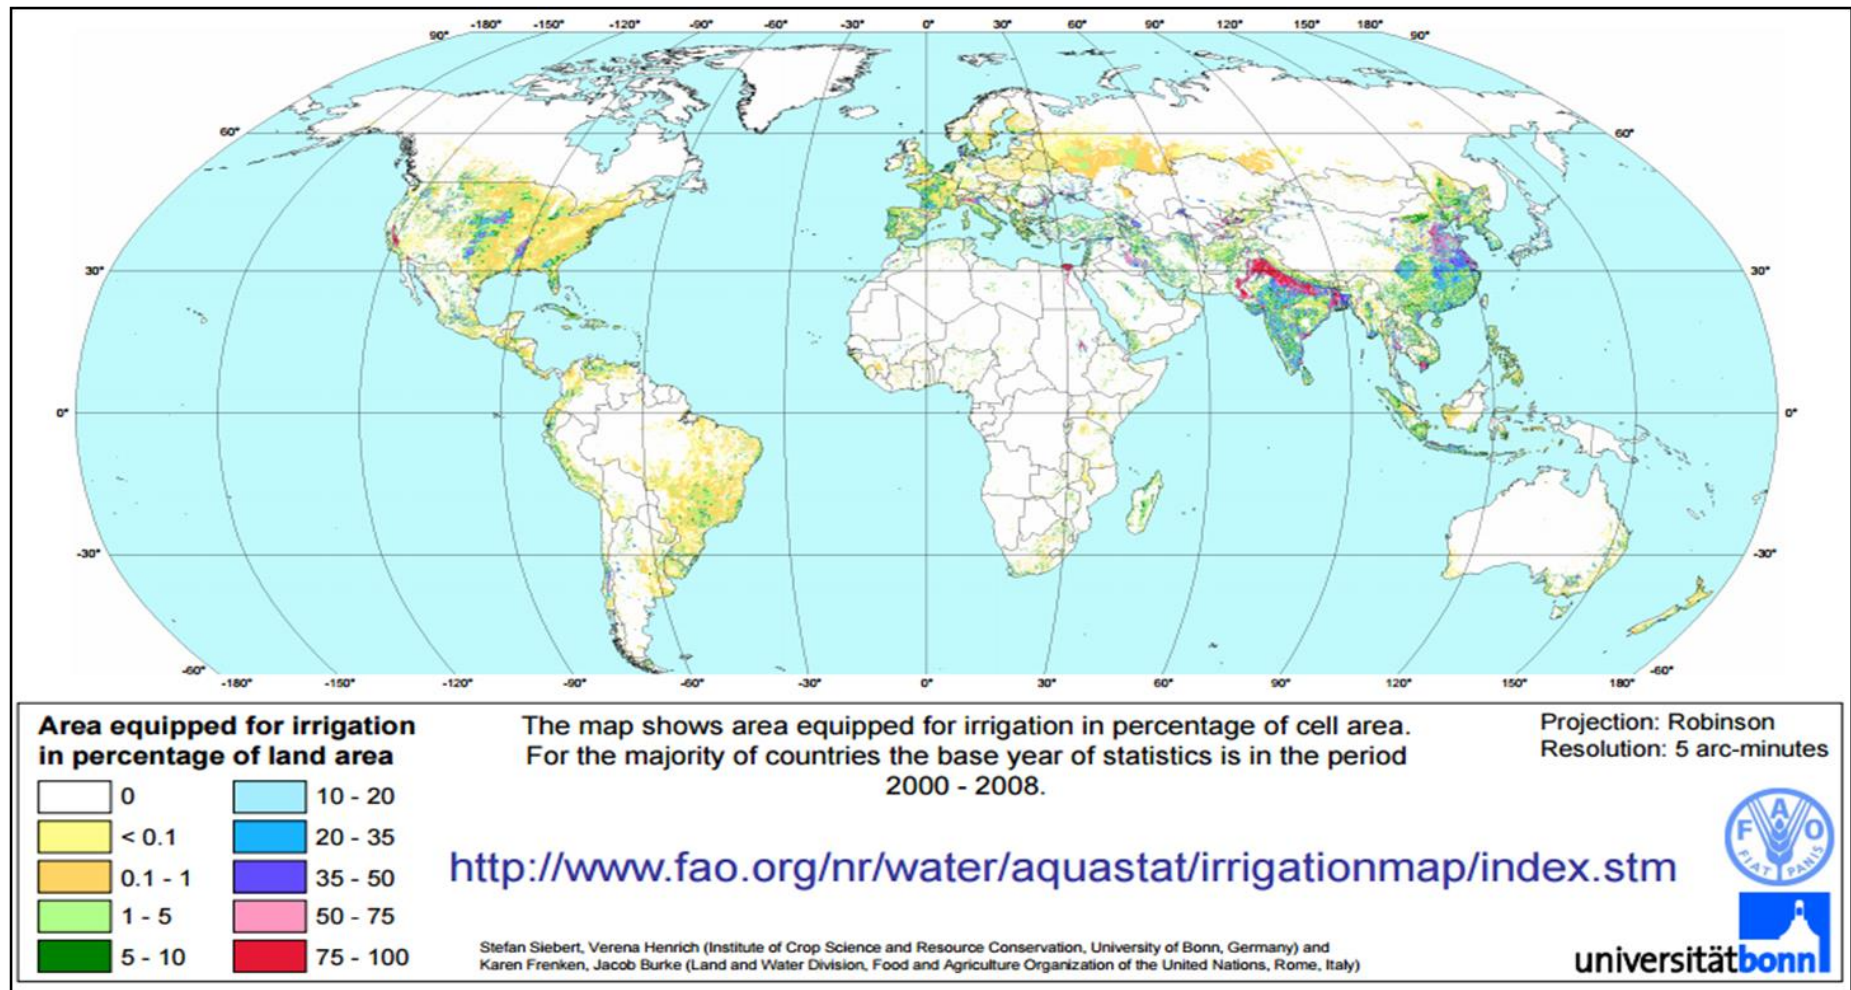 -180° -150° -120° -90° -60° -30° 0° 30° 60° 90° 120° 150° 180°
90° 90°
60° 60°
30° 30°
0° 0°
-30° -30°
-60° -60°
-180° -150° -120° -90° -60° -30° 0° 30° 60° 90° 120° 150° 180°
Area equipped for irrigation
in percentage of land area
0
< 0.1
0.1 - 1
1 - 5
5 - 10
10 - 20
20 - 35
35 - 50
50 - 75
75 - 100
The map shows area equipped for irrigation in percentage of cell area.
For the majority of countries the base year of statistics is in the period
2000 - 2008.
http://www.fao.org/nr/water/aquastat/irrigationmap/index.stm
Stefan Siebert, Verena Henrich (Institute of Crop Science and Resource Conservation, University of Bonn, Germany) and
Karen Frenken, Jacob Burke (Land and Water Division, Food and Agriculture Organization of the United Nations, Rome, Italy)
Projection: Robinson
Resolution: 5 arc-minutes
F A O
FIAT PANIS
universitätbonn